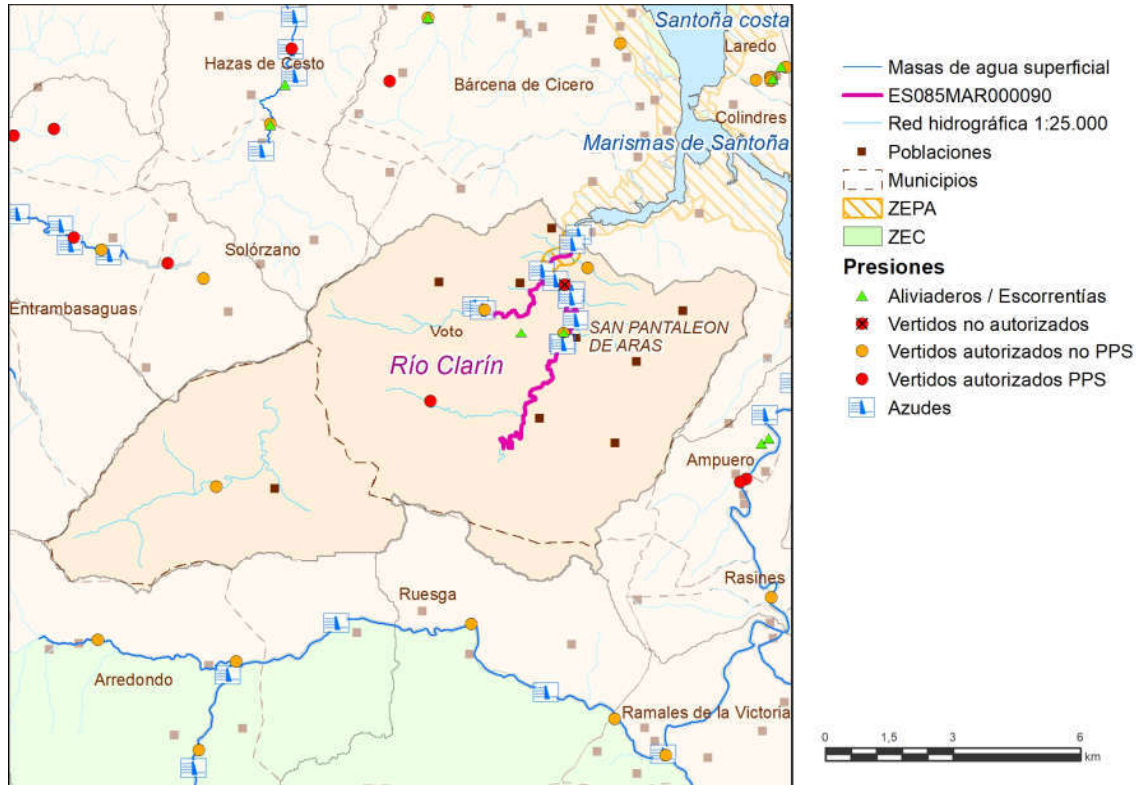 Santoña costa
Laredo
Hazas de Cesto
Bárcena de Cicero
Colindres
Marismas de Santoña
Solórzano
Entrambasaguas
Voto
SAN PANTALEON
DE ARAS
Río Clarín
Ampuero
Rasines
Ruesga
Arredondo
Ramales de la Victoria
Masas de agua superficial
ES085MAR000090
Red hidrográfica 1:25.000
Poblaciones
Municipios
ZEPA
ZEC
Presiones
Aliviaderos / Escorrentías
Vertidos no autorizados
Vertidos autorizados no PPS
Vertidos autorizados PPS
Azudes
0 1,5 3 6
km